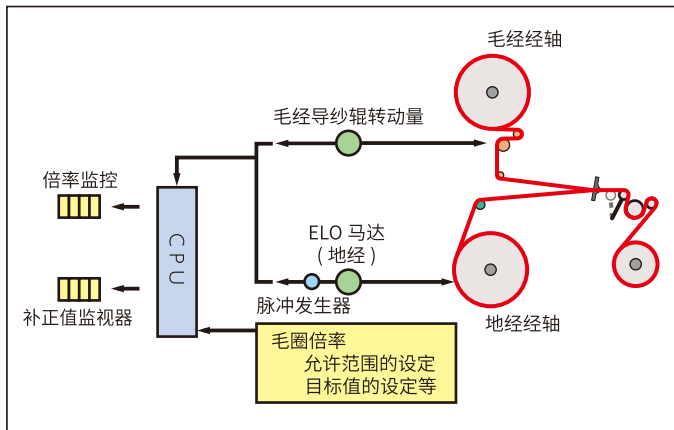 毛经经轴
毛经导纱辊转动量
倍率监控
CPU
ELO 马达
(地经)
脉冲发生器
补正值监视器
地经经轴
毛圈倍率
允许范围的设定
目标值的设定等